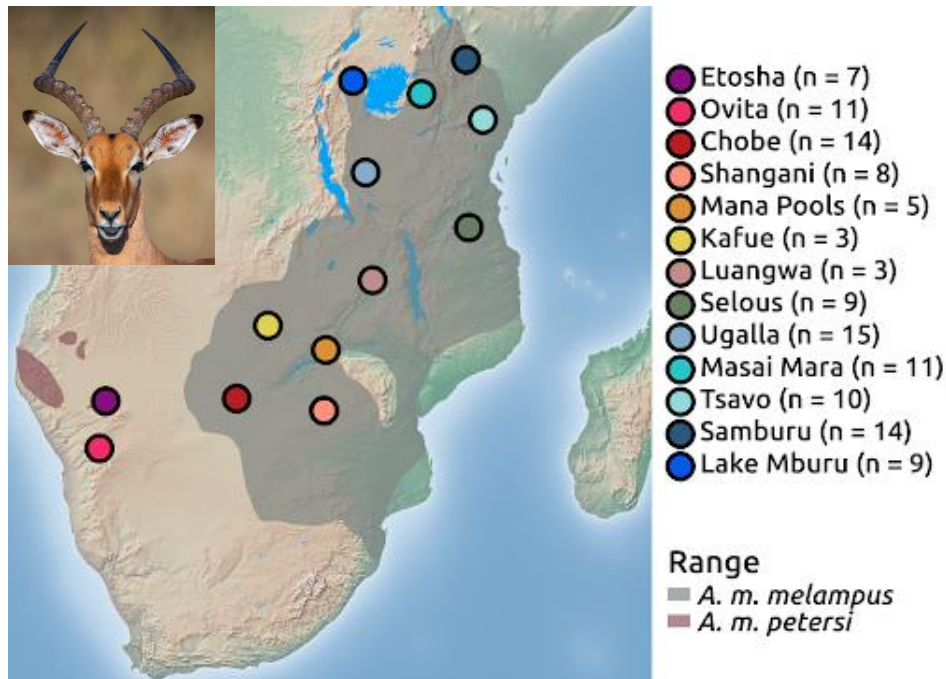 Etosha (n = 7)
Ovita (n = 11)
Chobe (n = 14)
Shangani (n = 8)
Mana Pools (n = 5)
Kafue (n = 3)
Luangwa (n = 3)
Selous (n = 9)
Ugalla (n = 15)
Masai Mara (n = 11)
Tsavo (n = 10)
Samburu (n = 14)
Lake Mburu (n = 9)
Range
A. m. melampus
A. m. petersi